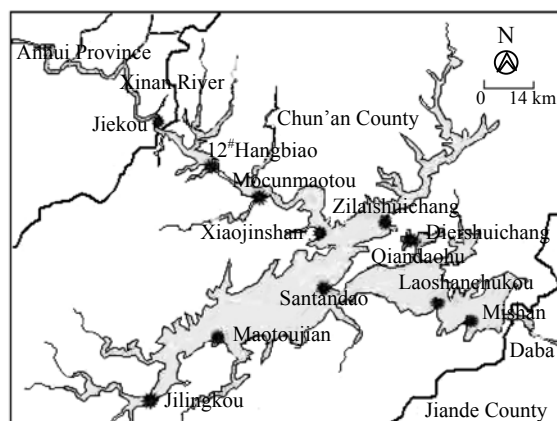 Anhui Province
N
Xinan River
0 14 km
Jiekou
Chun’an County
12#Hangbiao
Mocunmaotou
Zilaishuichang
Xiaojinshan
Diershuichang
Qiandaohu
Laoshanchukou
Santandao
Mishan
Maotoujian
Daba
Jilingkou
Jiande County